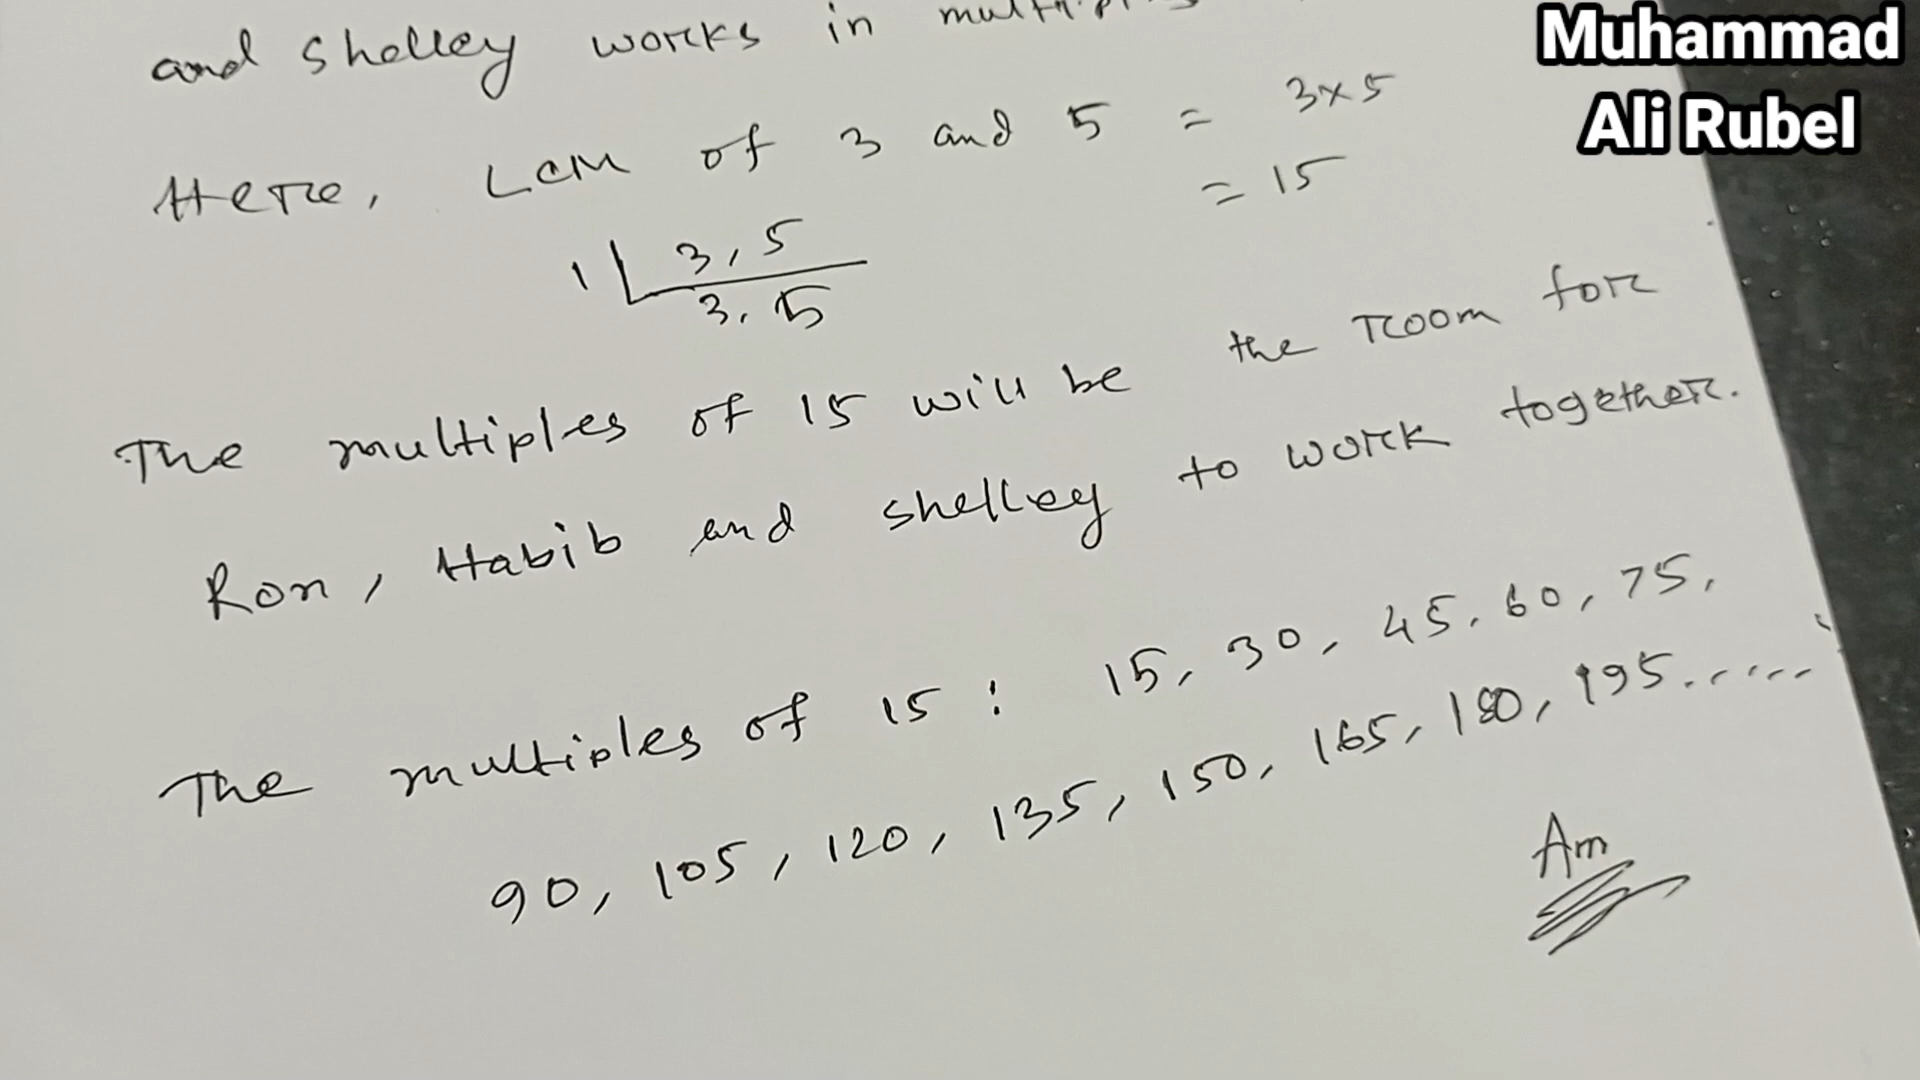 and shelley works in
Here, LCM of 3 and 5 = 3×5
= 15
1 3, 5
3. 5
The multiples of 15 will be the room for
Ron, Habib and shelley to work together.
The multiples of 15 : 15, 30, 45. 60, 75,
90, 105, 120, 135, 150, 165, 180, 195......
Muhammad
Ali Rubel